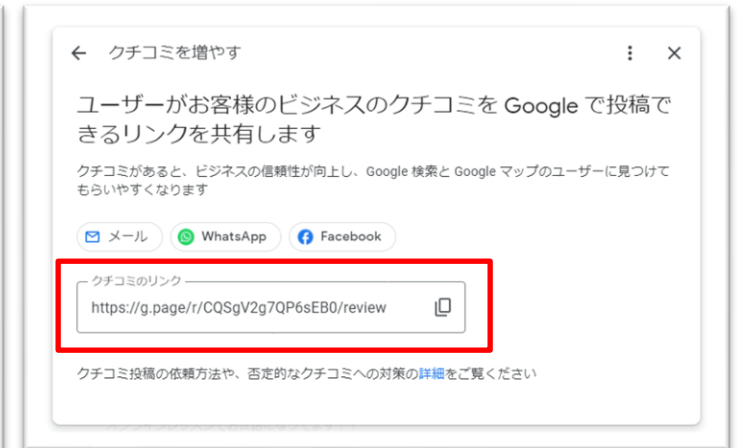 クチコミを増やす
ユーザーがお客様のビジネスのクチコミを Google で投稿で
きるリンクを共有します
クチコミがあると、ビジネスの信頼性が向上し、Google 検索と Google マップのユーザーに見つけて
もらいやすくなります
メール WhatsApp Facebook
クチコミのリンク
https://g.page/r/CQSgV2g7QP6sEB0/review
クチコミ投稿の依頼方法や、否定的なクチコミへの対策の詳細をご覧ください